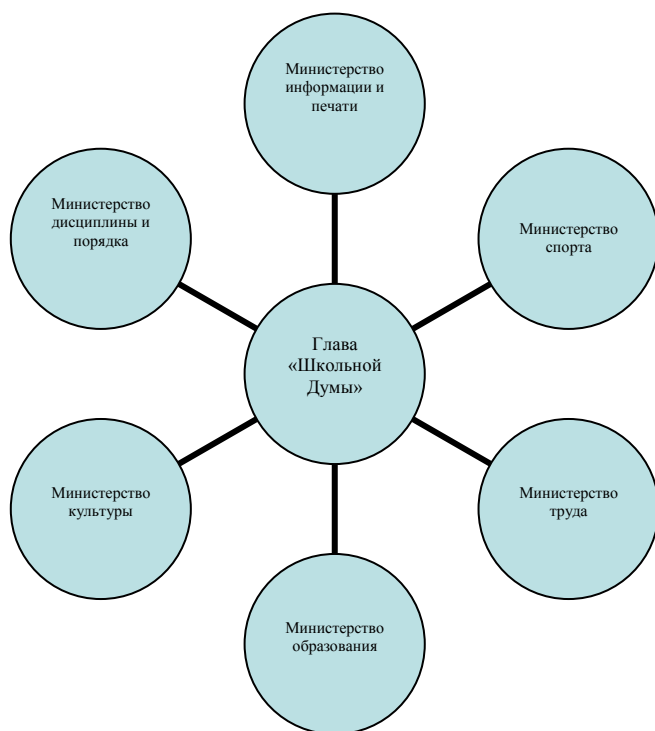 Министерство
информации и
печати
Министерство
дисциплины и
порядка
Министерство
спорта
Глава
«Школьной
Думы»
Министерство
культуры
Министерство
труда
Министерство
образования